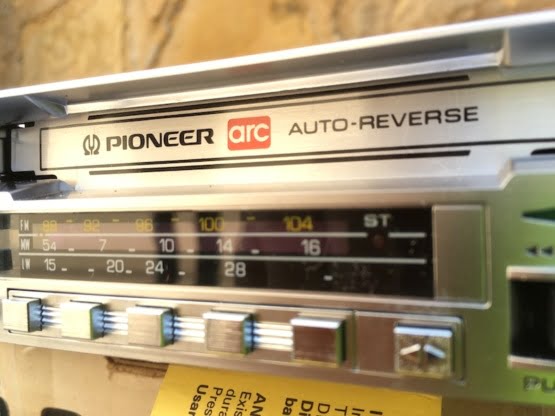 PIONEER arc AUTO-REVERSE
FM 88 92 96 100 104 ST
MW 54 7 10 14 16
LW 15 20 24 28